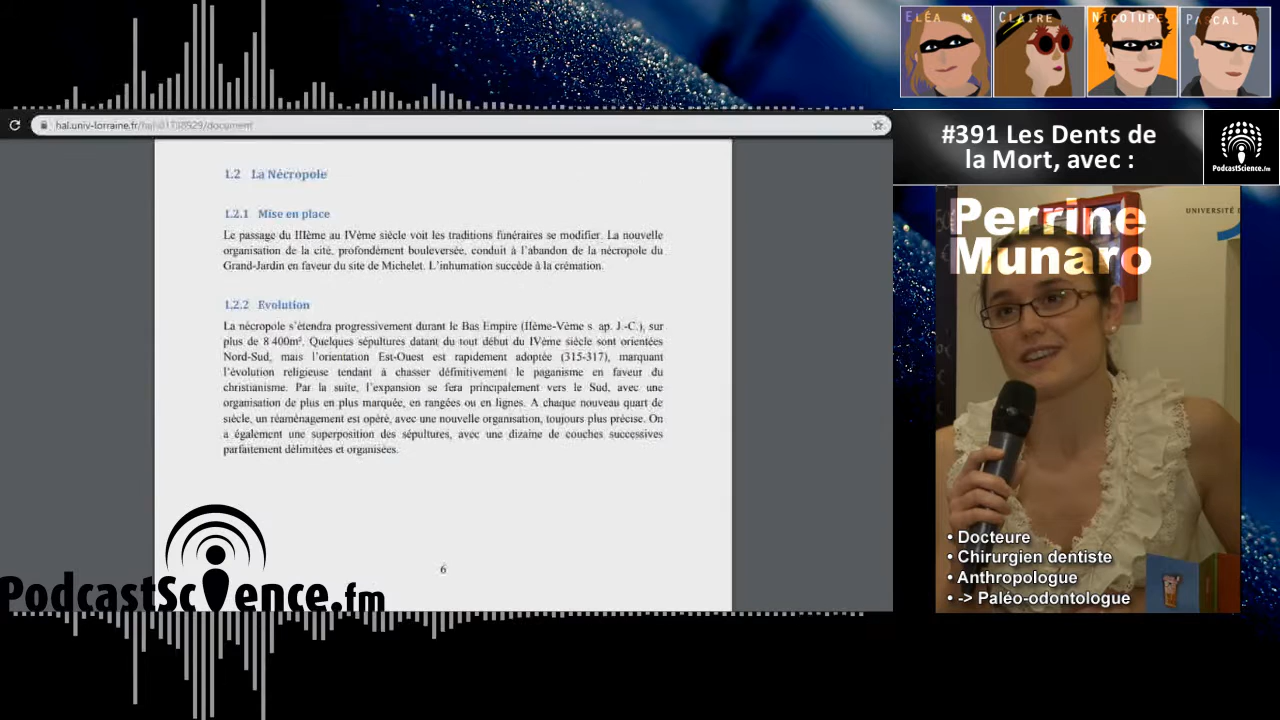 ELÉA
CLAIRE
NICOTUPE
PASCAL
hal.univ-lorraine.fr/hal-01738929/document
#391 Les Dents de
la Mort, avec :
PodcastScience.fm
1.2 La Nécropole
1.2.1 Mise en place
Le passage du IIIème au IVème siècle voit les traditions funéraires se modifier. La nouvelle
organisation de la cité, profondément bouleversée, conduit à l'abandon de la nécropole du
Grand-Jardin en faveur du site de Michelet. L'inhumation succède à la crémation.
1.2.2 Evolution
La nécropole s'étendra progressivement durant le Bas Empire (IIème-Vème s. ap. J.-C.), sur
plus de 8 400m². Quelques sépultures datant du tout début du IVème siècle sont orientées
Nord-Sud, mais l'orientation Est-Ouest est rapidement adoptée (315-317), marquant
l'évolution religieuse tendant à chasser définitivement le paganisme en faveur du
christianisme. Par la suite, l'expansion se fera principalement vers le Sud, avec une
organisation de plus en plus marquée, en rangées ou en lignes. A chaque nouveau quart de
siècle, un réaménagement est opéré, avec une nouvelle organisation, toujours plus précise. On
a également une superposition des sépultures, avec une dizaine de couches successives
parfaitement délimitées et organisées.
6
PodcastScience.fm
Perrine
Munaro
UNIVERSITÉ
• Docteure
• Chirurgien dentiste
• Anthropologue
• -> Paléo-odontologue